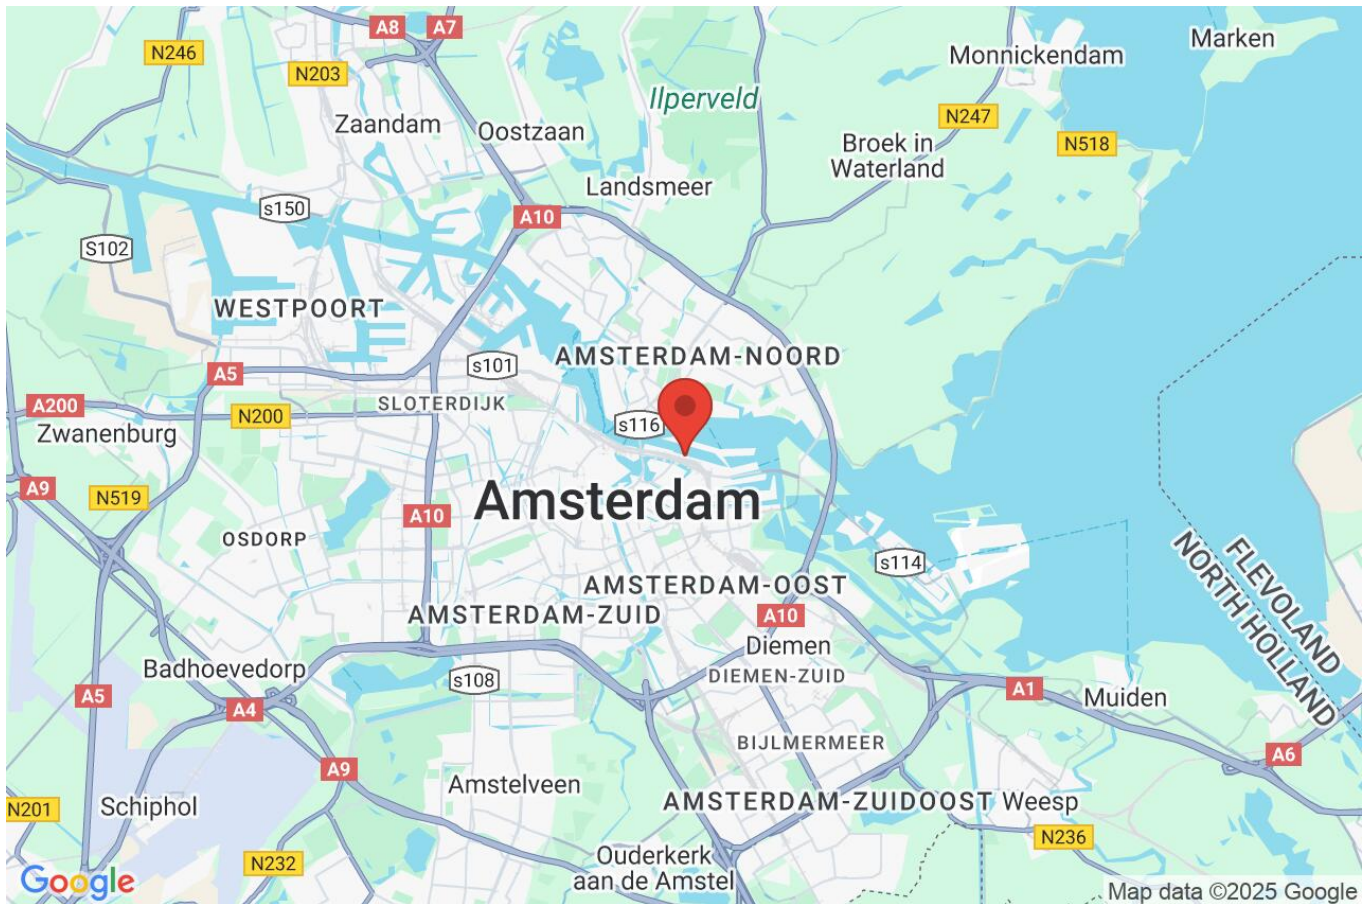 A8
A7
Marken
N246
Monnickendam
N203
Ilperveld
N247
Zaandam
Oostzaan
Broek in
Waterland
N518
Landsmeer
s150
A10
S102
WESTPOORT
AMSTERDAM-NOORD
s101
A5
SLOTERDIJK
A200
N200
s116
Zwanenburg
A9
N519
Amsterdam
A10
OSDORP
s114
FLEVOLAND
NORTH HOLLAND
AMSTERDAM-OOST
AMSTERDAM-ZUID
A10
Diemen
Badhoevedorp
s108
DIEMEN-ZUID
A5
A4
A1
Muiden
BIJLMERMEER
A6
A9
Amstelveen
N201
Schiphol
AMSTERDAM-ZUIDOOST
Weesp
N236
N232
Ouderkerk
aan de Amstel
Google
Map data ©2025 Google